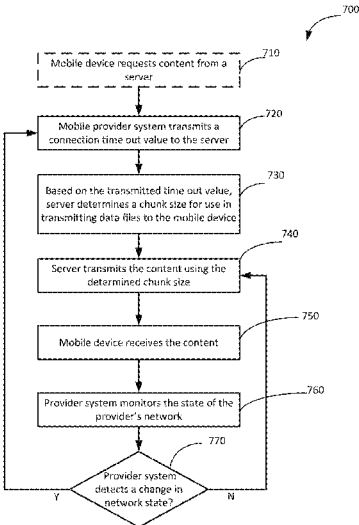 700
710
Mobile device requests content from a
server
720
Mobile provider system transmits a
connection time out value to the server
730
Based on the transmitted time out value,
server determines a chunk size for use in
transmitting data files to the mobile device
740
Server transmits the content using the
determined chunk size
750
Mobile device receives the content
760
Provider system monitors the state of the
provider's network
770
Provider system
detects a change in
network state?
Y
N